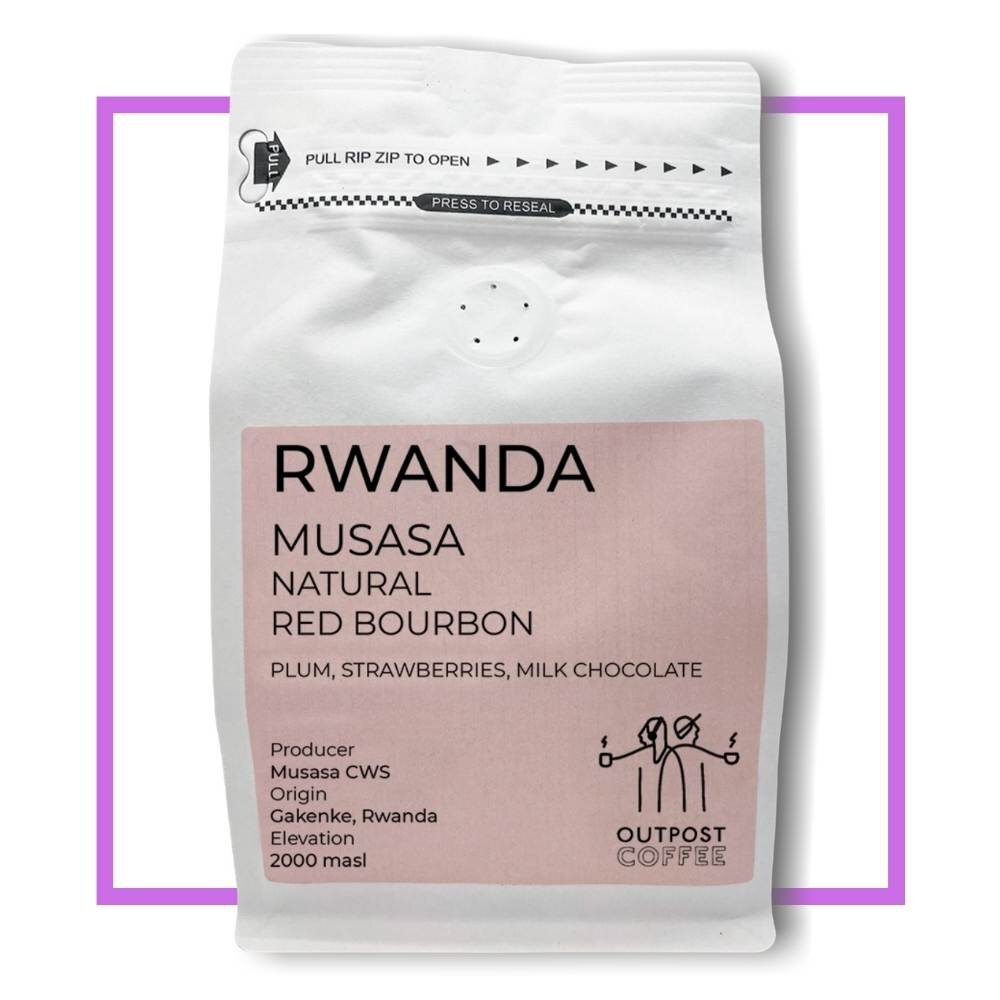 PULL
PULL RIP ZIP TO OPEN
PRESS TO RESEAL
RWANDA
MUSASA
NATURAL
RED BOURBON
PLUM, STRAWBERRIES, MILK CHOCOLATE
Producer
Musasa CWS
Origin
Gakenke, Rwanda
Elevation
2000 masl
OUTPOST
COFFEE